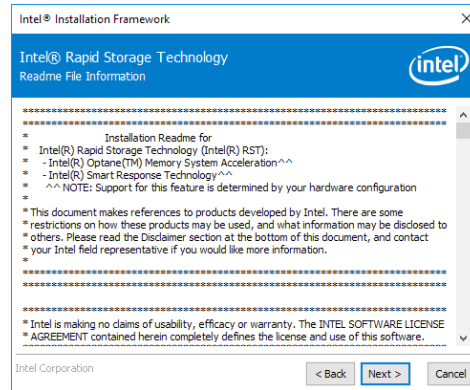 Intel® Installation Framework
Intel® Rapid Storage Technology
Readme File Information
intel
********************************************************************************
********************************************************************************
* Installation Readme for
* Intel(R) Rapid Storage Technology (Intel(R) RST):
* - Intel(R) Optane(TM) Memory System Acceleration^^
* - Intel(R) Smart Response Technology^^
* ^^ NOTE: Support for this feature is determined by your hardware configuration
*
* This document makes references to products developed by Intel. There are some
* restrictions on how these products may be used, and what information may be disclosed to
* others. Please read the Disclaimer section at the bottom of this document, and contact
* your Intel field representative if you would like more information.
*
********************************************************************************
********************************************************************************
********************************************************************************
* Intel is making no claims of usability, efficacy or warranty. The INTEL SOFTWARE LICENSE
* AGREEMENT contained herein completely defines the license and use of this software.
********************************************************************************
Intel Corporation
< Back Next > Cancel